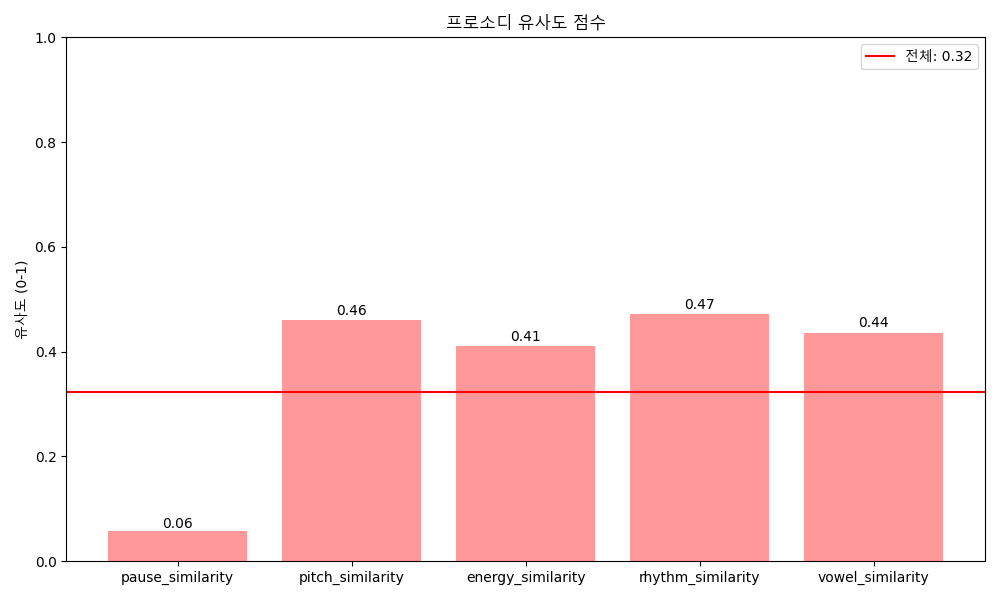 프로소디 유사도 점수
전체: 0.32
유사도 (0-1)
1.0
0.8
0.6
0.4
0.2
0.0
0.06
0.46
0.41
0.47
0.44
pause_similarity
pitch_similarity
energy_similarity
rhythm_similarity
vowel_similarity